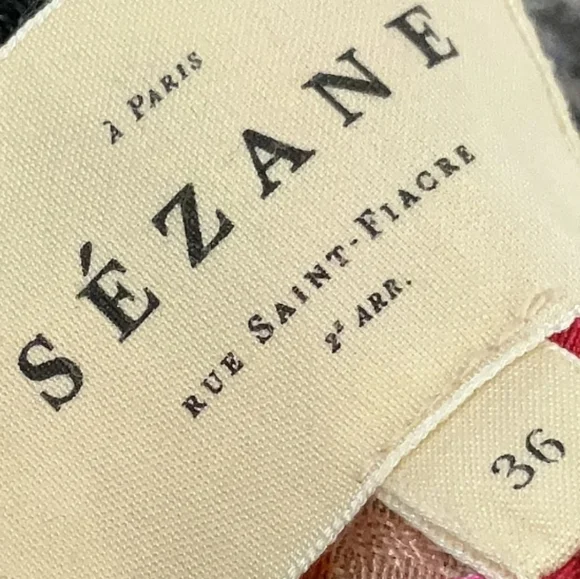 À PARIS
SÉZANE
RUE SAINT-FIACRE
2E ARR.
36